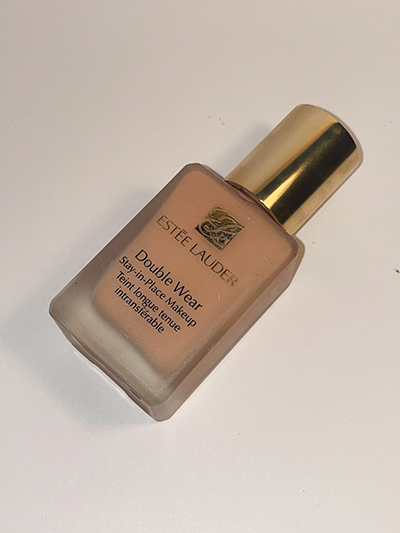 ESTĒE LAUDER
Double Wear
Stay-in-Place Makeup
Teint longue tenue
intransférable